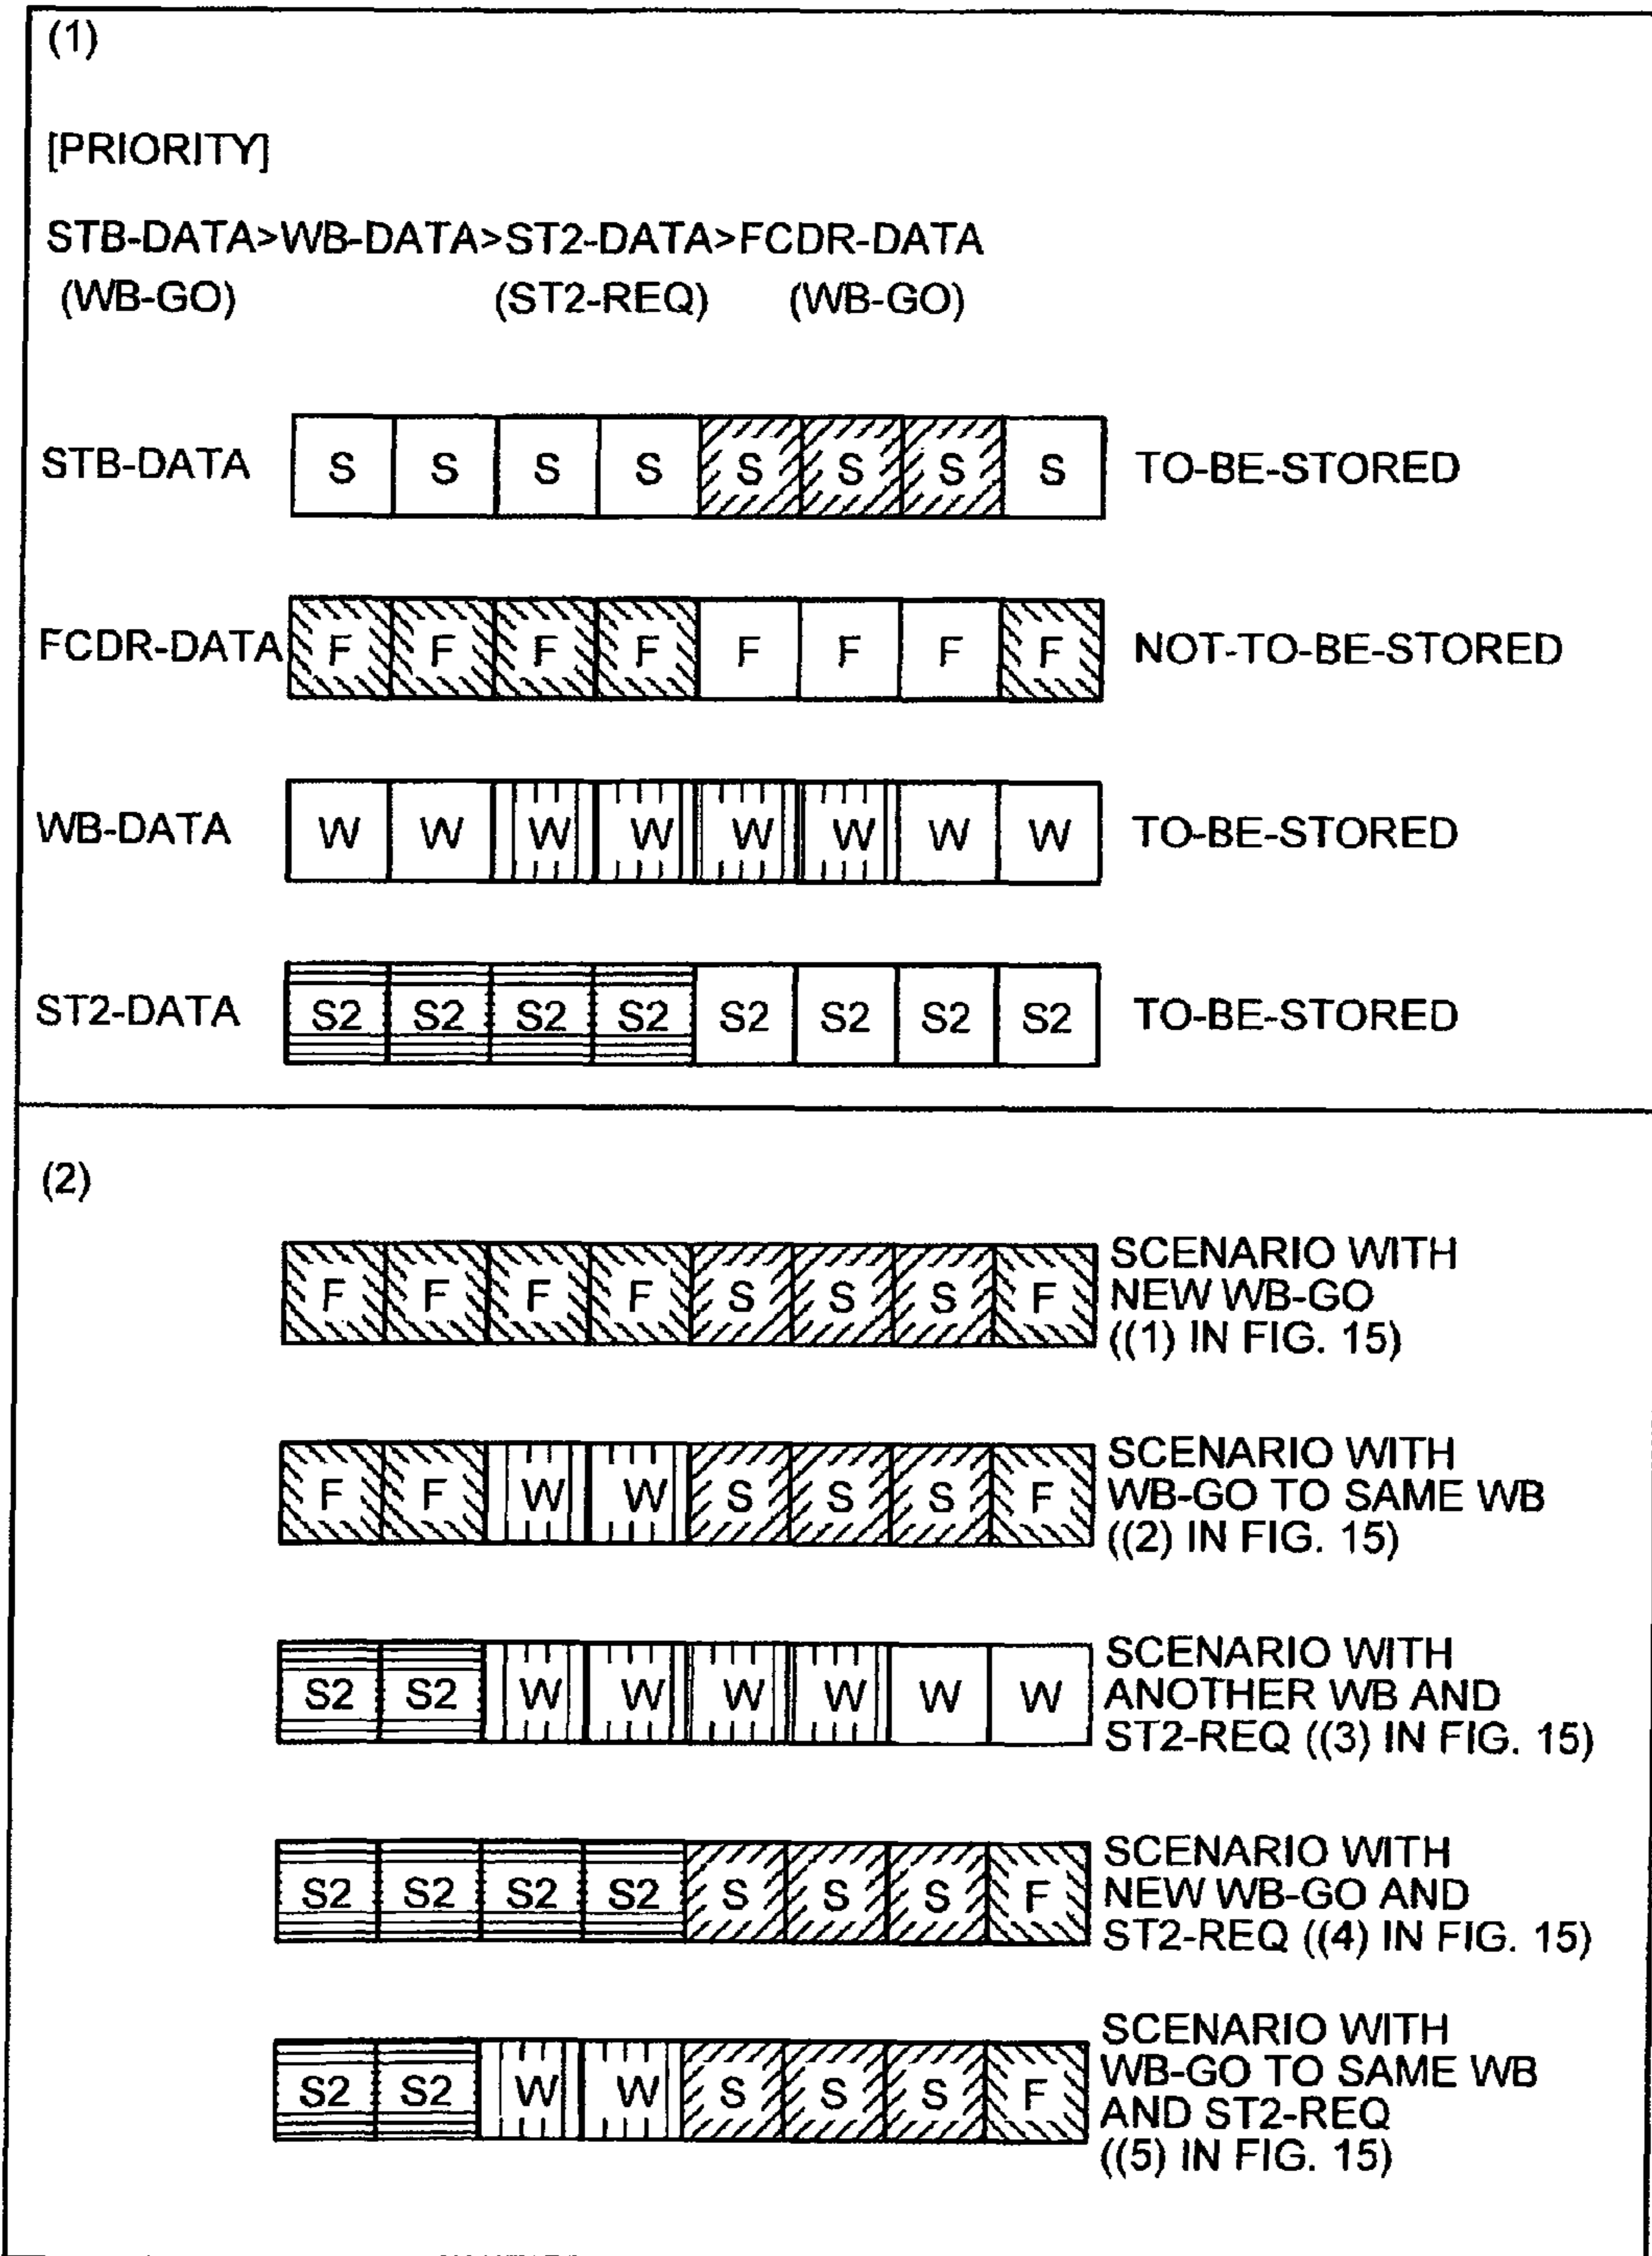 (1)
[PRIORITY]
STB-DATA>WB-DATA>ST2-DATA>FCDR-DATA
(WB-GO) (ST2-REQ) (WB-GO)
STB-DATA S S S S S S S S TO-BE-STORED
FCDR-DATA F F F F F F F F NOT-TO-BE-STORED
WB-DATA W W W W W W W W TO-BE-STORED
ST2-DATA S2 S2 S2 S2 S2 S2 S2 S2 TO-BE-STORED
(2)
F F F F S S S F
SCENARIO WITH
NEW WB-GO
((1) IN FIG. 15)
F F W W S S S F
SCENARIO WITH
WB-GO TO SAME WB
((2) IN FIG. 15)
S2 S2 W W W W W W
SCENARIO WITH
ANOTHER WB AND
ST2-REQ ((3) IN FIG. 15)
S2 S2 S2 S2 S S S F
SCENARIO WITH
NEW WB-GO AND
ST2-REQ ((4) IN FIG. 15)
S2 S2 W W S S S F
SCENARIO WITH
WB-GO TO SAME WB
AND ST2-REQ
((5) IN FIG. 15)